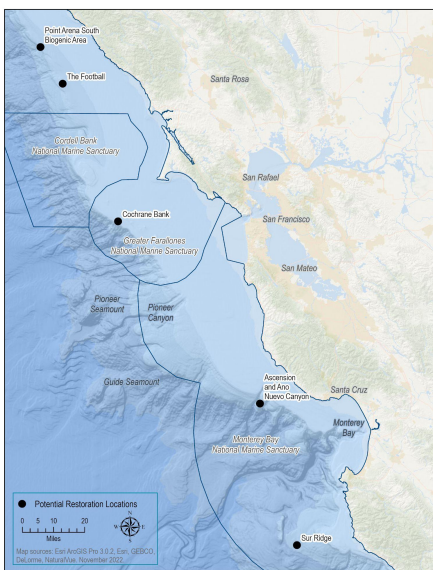 Point Arena South
Biogenic Area
The Football
Santa Rosa
Cordell Bank
National Marine Sanctuary
San Rafael
Cochrane Bank
San Francisco
Greater Farallones
National Marine Sanctuary
San Mateo
Pioneer
Seamount
Pioneer
Canyon
Guide Seamount
Ascension
and Ano
Nuevo Canyon
Santa Cruz
Monterey
Bay
Monterey Bay
National Marine Sanctuary
Potential Restoration Locations
0 5 10 20
Miles
N
W E
S
Sur Ridge
Map sources: Esri ArcGIS Pro 3.0.2, Esri, GEBCO,
DeLorme, NaturalVue. November 2022